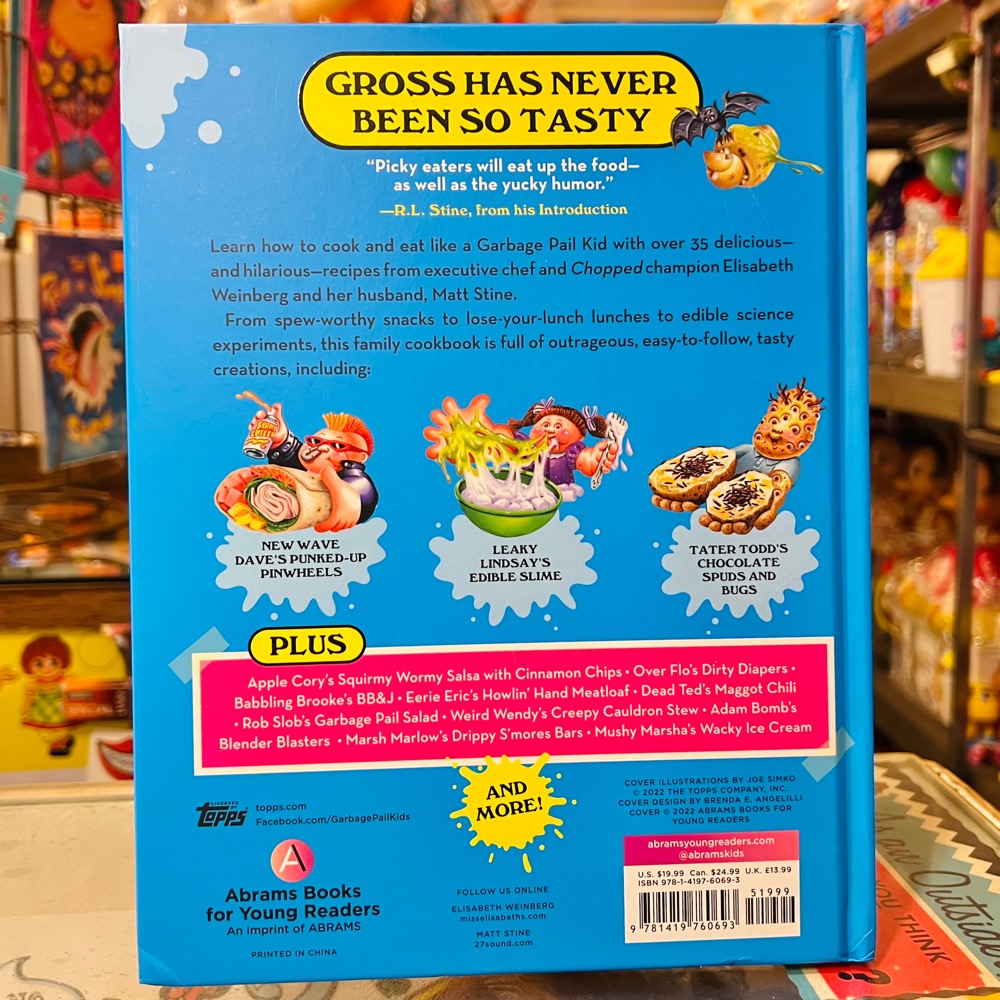 GROSS HAS NEVER
BEEN SO TASTY
“Picky eaters will eat up the food—
as well as the yucky humor.”
—R.L. Stine, from his Introduction
Learn how to cook and eat like a Garbage Pail Kid with over 35 delicious—
and hilarious—recipes from executive chef and Chopped champion Elisabeth
Weinberg and her husband, Matt Stine.
From spew-worthy snacks to lose-your-lunch lunches to edible science
experiments, this family cookbook is full of outrageous, easy-to-follow, tasty
creations, including:
NEW WAVE
DAVE'S PUNKED-UP
PINWHEELS
LEAKY
LINDSAY'S
EDIBLE SLIME
TATER TODD'S
CHOCOLATE
SPUDS AND
BUGS
PLUS
Apple Cory's Squirmy Wormy Salsa with Cinnamon Chips • Over Flo's Dirty Diapers •
Babbling Brooke's BB&J • Eerie Eric's Howlin' Hand Meatloaf • Dead Ted's Maggot Chili
• Rob Slob's Garbage Pail Salad • Weird Wendy's Creepy Cauldron Stew • Adam Bomb's
Blender Blasters • Marsh Marlow's Drippy S'mores Bars • Mushy Marsha's Wacky Ice Cream
AND
MORE!
LICENSED BY
topps
topps.com
Facebook.com/GarbagePailKids
A
Abrams Books
for Young Readers
An imprint of ABRAMS
PRINTED IN CHINA
FOLLOW US ONLINE
ELISABETH WEINBERG
misselisabeths.com
MATT STINE
27sound.com
COVER ILLUSTRATIONS BY JOE SIMKO
© 2022 THE TOPPS COMPANY, INC.
COVER DESIGN BY BRENDA E. ANGELILLI
COVER © 2022 ABRAMS BOOKS FOR
YOUNG READERS
abramsyoungreaders.com
@abramskids
U.S. $19.99 Can. $24.99 U.K. £13.99
ISBN 978-1-4197-6069-3
51999
9 781419 760693
Outside
YOU THINK
?